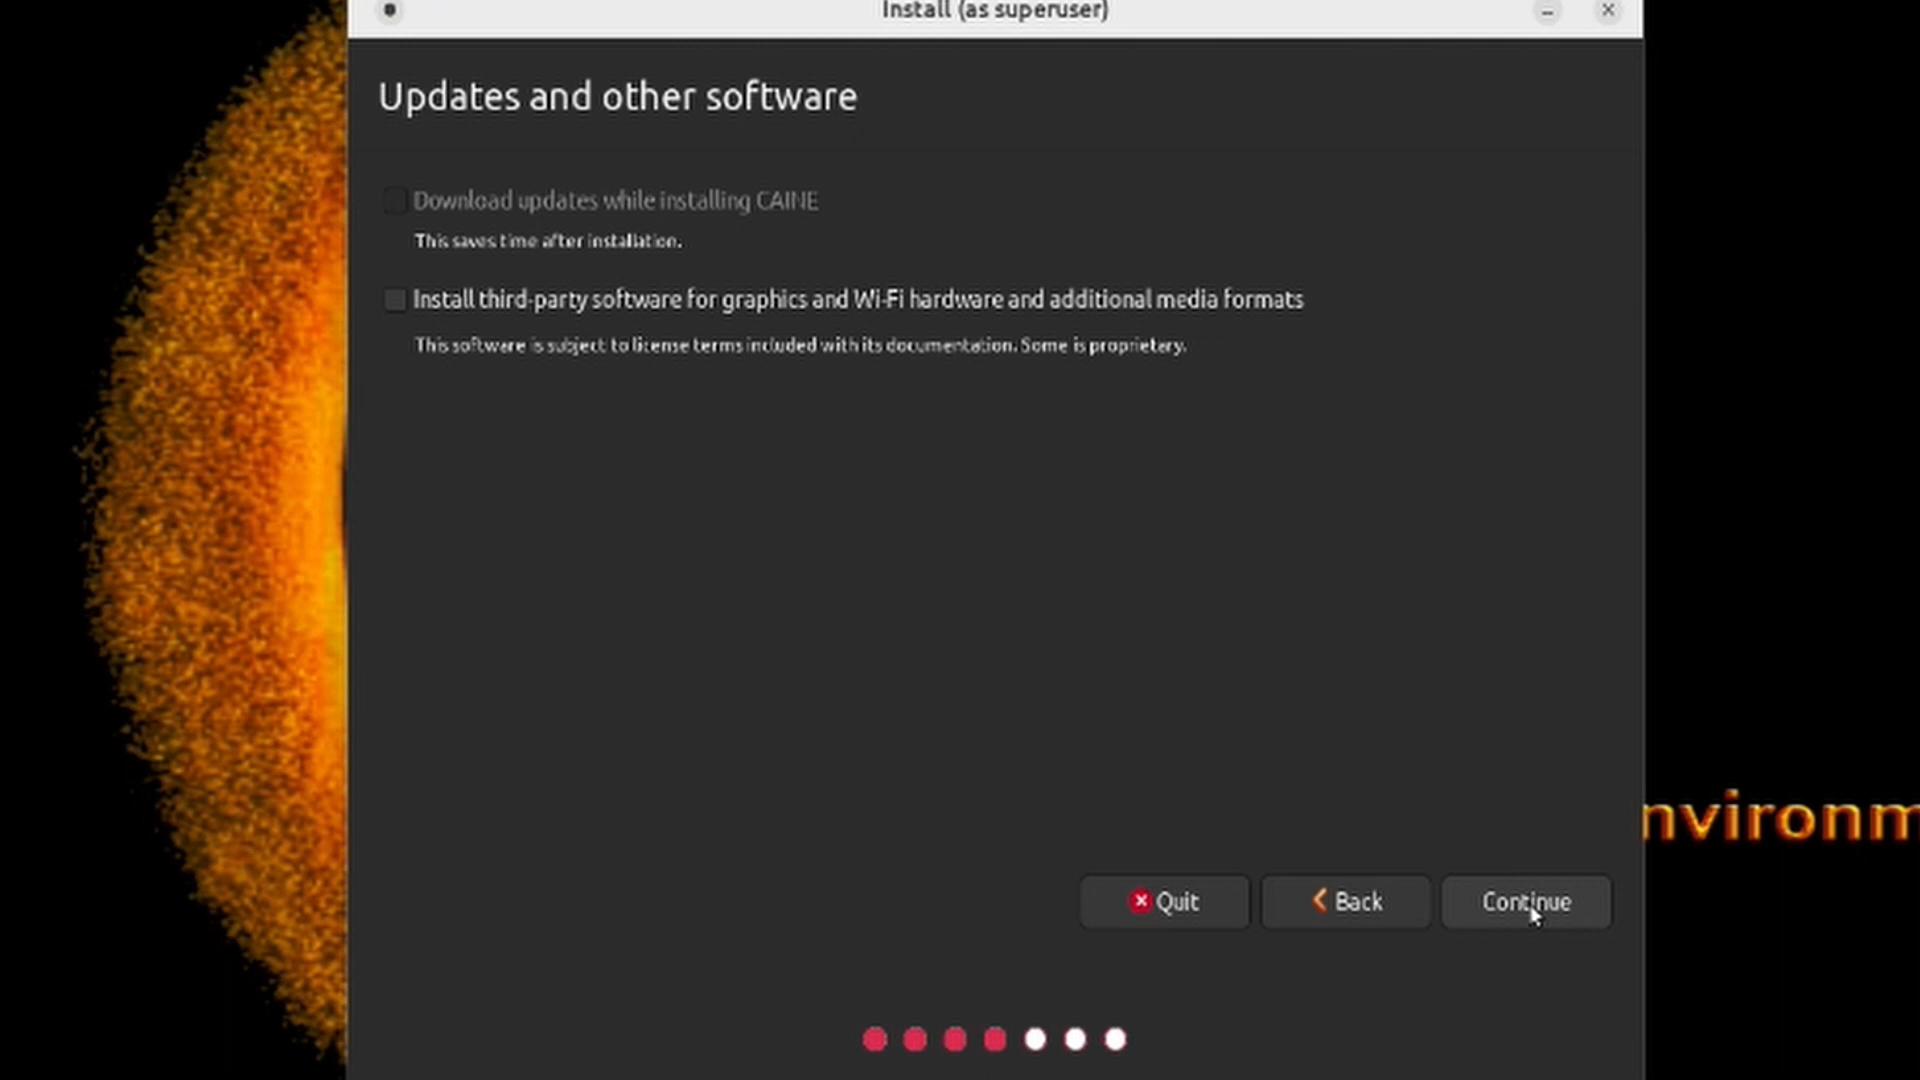 Install (as superuser)
Updates and other software
Download updates while installing CAINE
This saves time after installation.
Install third-party software for graphics and Wi-Fi hardware and additional media formats
This software is subject to license terms included with its documentation. Some is proprietary.
nvironm
Quit
Back
Continue